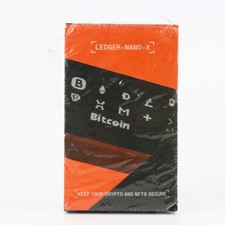 LEDGER-NANO-X
Bitcoin
KEEP YOUR CRYPTO AND NFTS SECURE